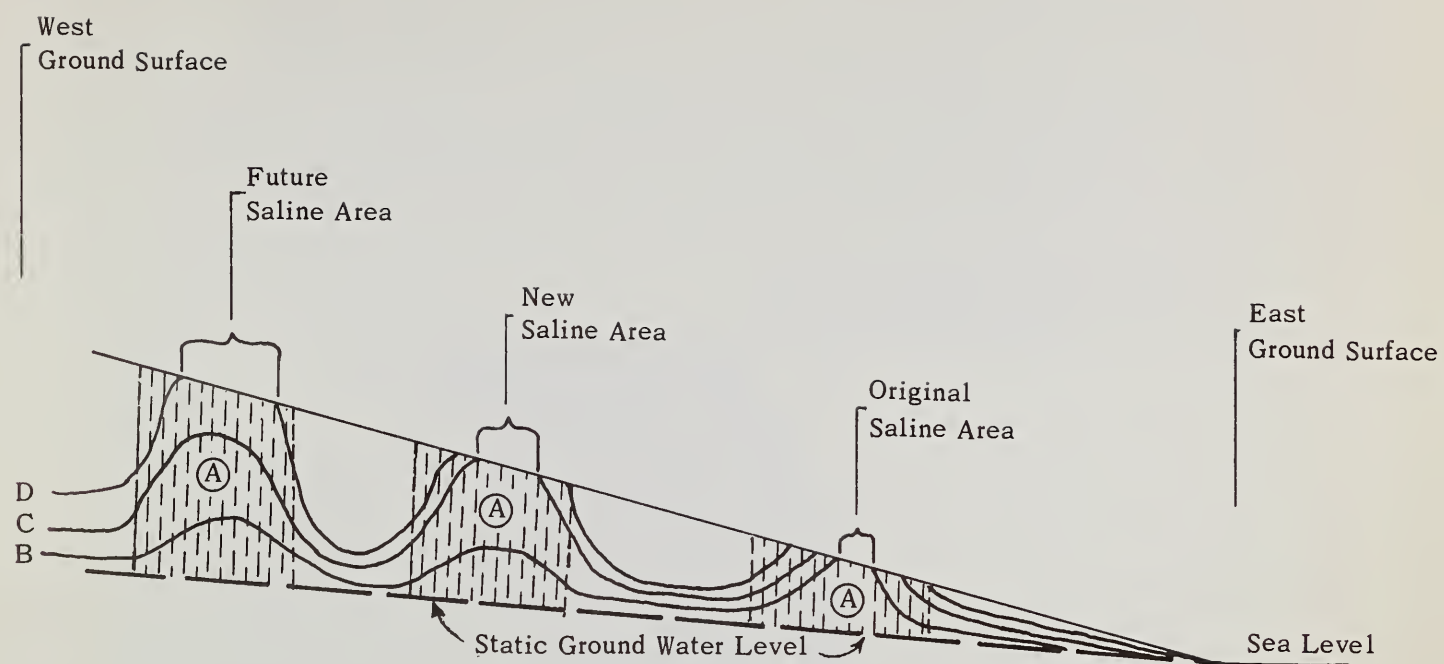 West
Ground Surface
Future
Saline Area
New
Saline Area
East
Ground Surface
Original
Saline Area
A
D
A
C
B
A
Static Ground Water Level
Sea Level